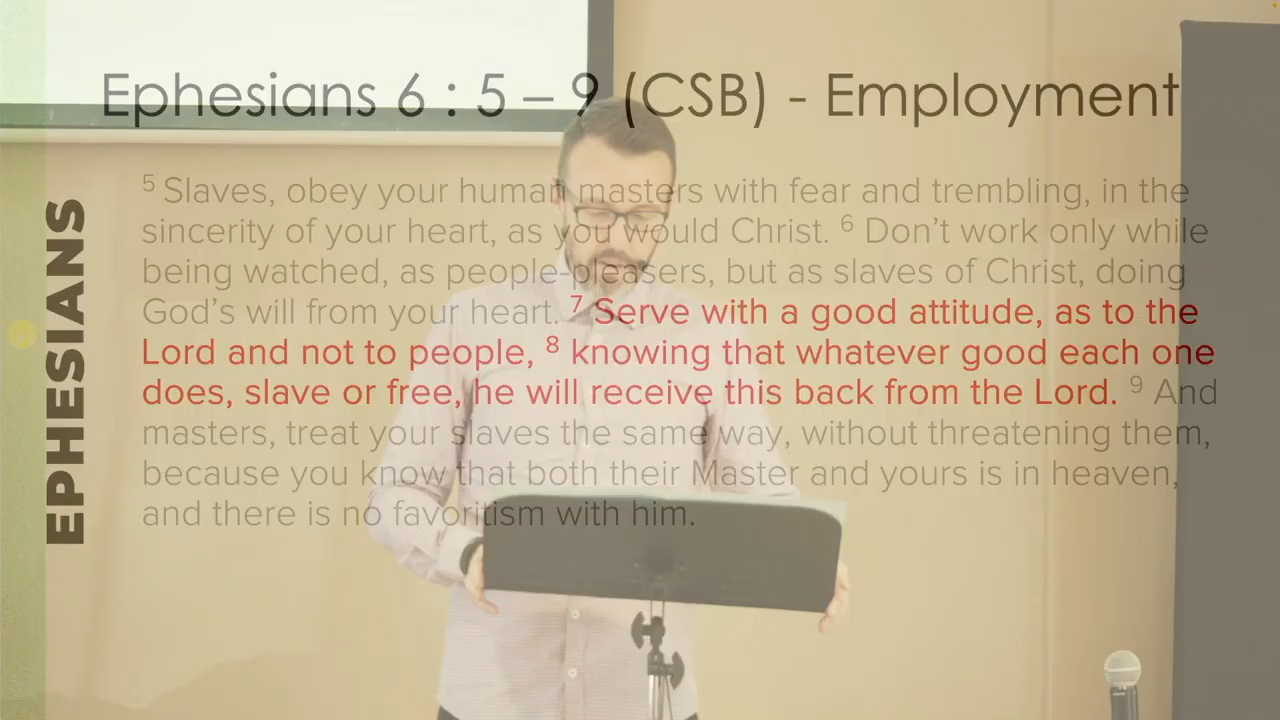 Ephesians 6 : 5 – 9 (CSB) - Employment
EPHESIANS
5 Slaves, obey your human masters with fear and trembling, in the
sincerity of your heart, as you would Christ. 6 Don’t work only while
being watched, as people-pleasers, but as slaves of Christ, doing
God’s will from your heart. 7 Serve with a good attitude, as to the
Lord and not to people, 8 knowing that whatever good each one
does, slave or free, he will receive this back from the Lord. 9 And
masters, treat your slaves the same way, without threatening them,
because you know that both their Master and yours is in heaven,
and there is no favoritism with him.